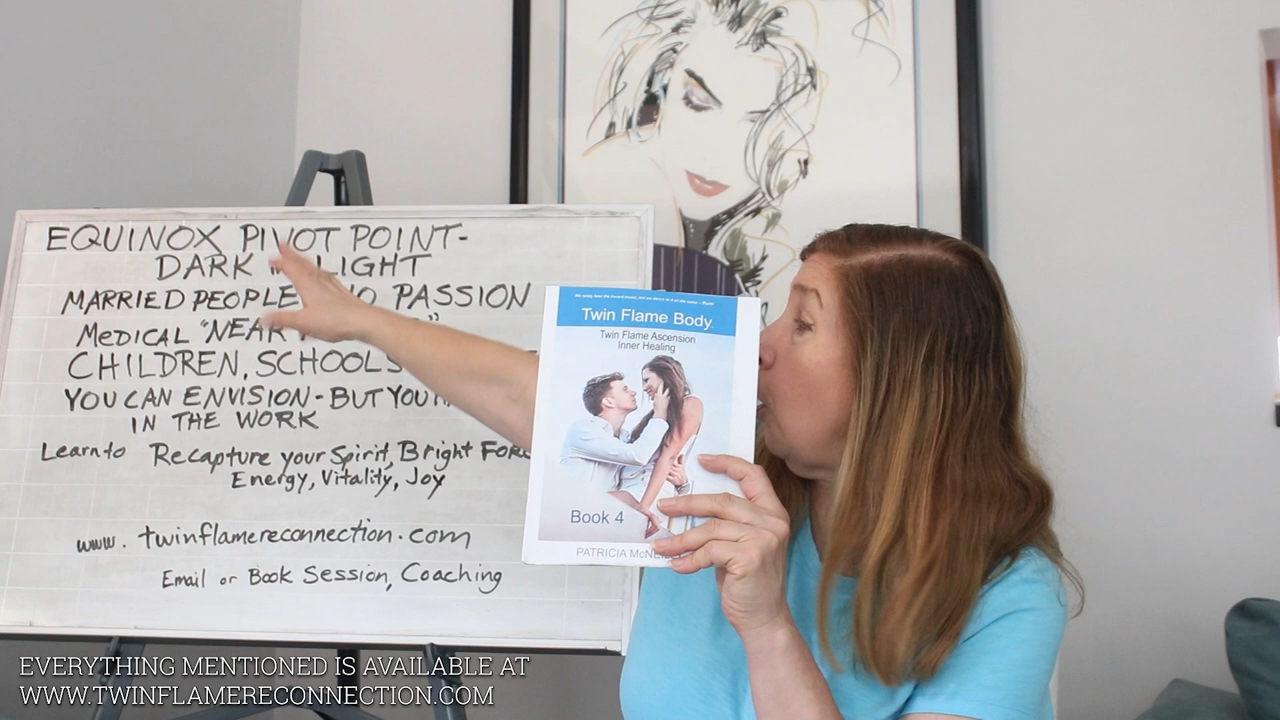 EQUINOX PIVOT POINT-
DARK LIGHT
MARRIED PEOPLE NO PASSION
MEDICAL "NEAR
CHILDREN, SCHOOLS
YOU CAN ENVISION - BUT YOU
IN THE WORK
Learn to Recapture your Spirit, Bright
Energy, Vitality, Joy
www.twinflamereconnection.com
Email or Book Session, Coaching
Twin Flame Body
Twin Flame Ascension
Inner Healing
Book 4
PATRICIA
EVERYTHING MENTIONED IS AVAILABLE AT
WWW.TWINFLAMERECONNECTION.COM